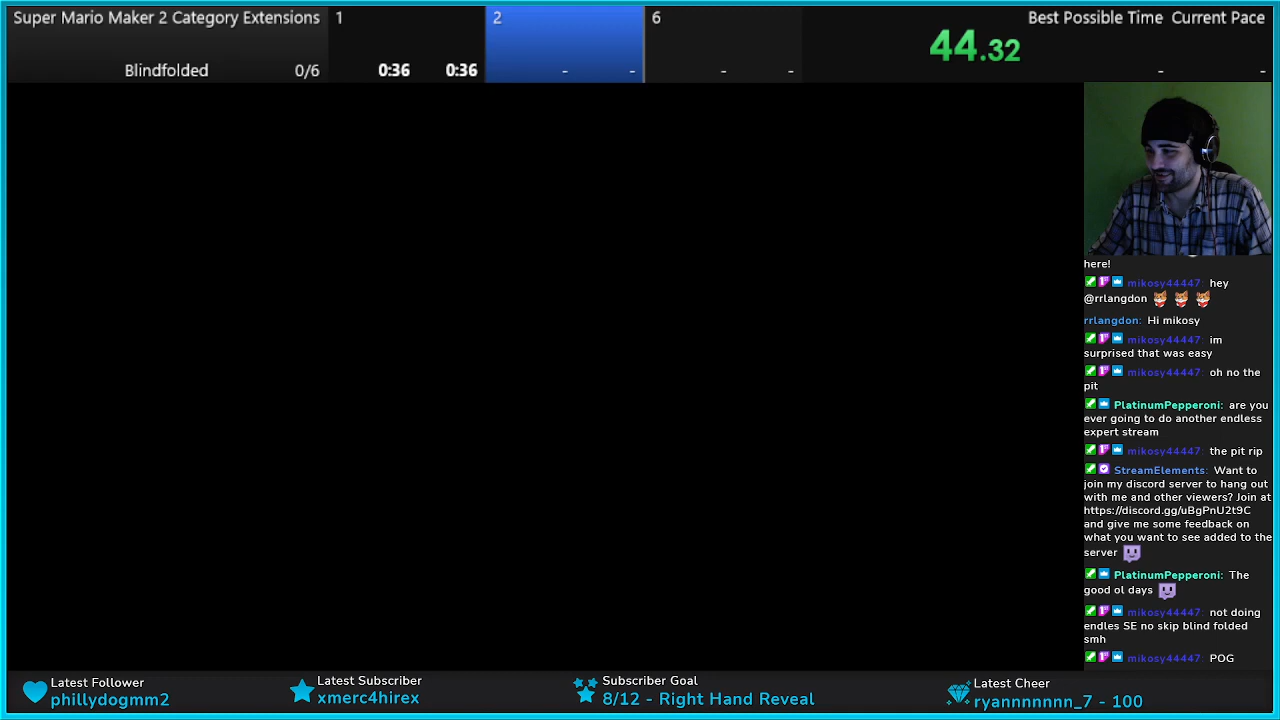 Super Mario Maker 2 Category Extensions
Blindfolded 0/6
1
0:36 0:36
2
- -
6
- -
44.32
Best Possible Time Current Pace
- -
here!
mikosy44447: hey
@rrlangdon
rrlangdon: Hi mikosy
mikosy44447: im
surprised that was easy
mikosy44447: oh no the
pit
PlatinumPepperoni: are you
ever going to do another endless
expert stream
mikosy44447: the pit rip
StreamElements: Want to
join my discord server to hang out
with me and other viewers? Join at
https://discord.gg/uBgPnU2t9C
and give me some feedback on
what you want to see added to the
server
PlatinumPepperoni: The
good ol days
mikosy44447: not doing
endles SE no skip blind folded
smh
mikosy44447: POG
Latest Follower
phillydogmm2
Latest Subscriber
xmerc4hirex
Subscriber Goal
8/12 - Right Hand Reveal
Latest Cheer
ryannnnnnn_7 - 100